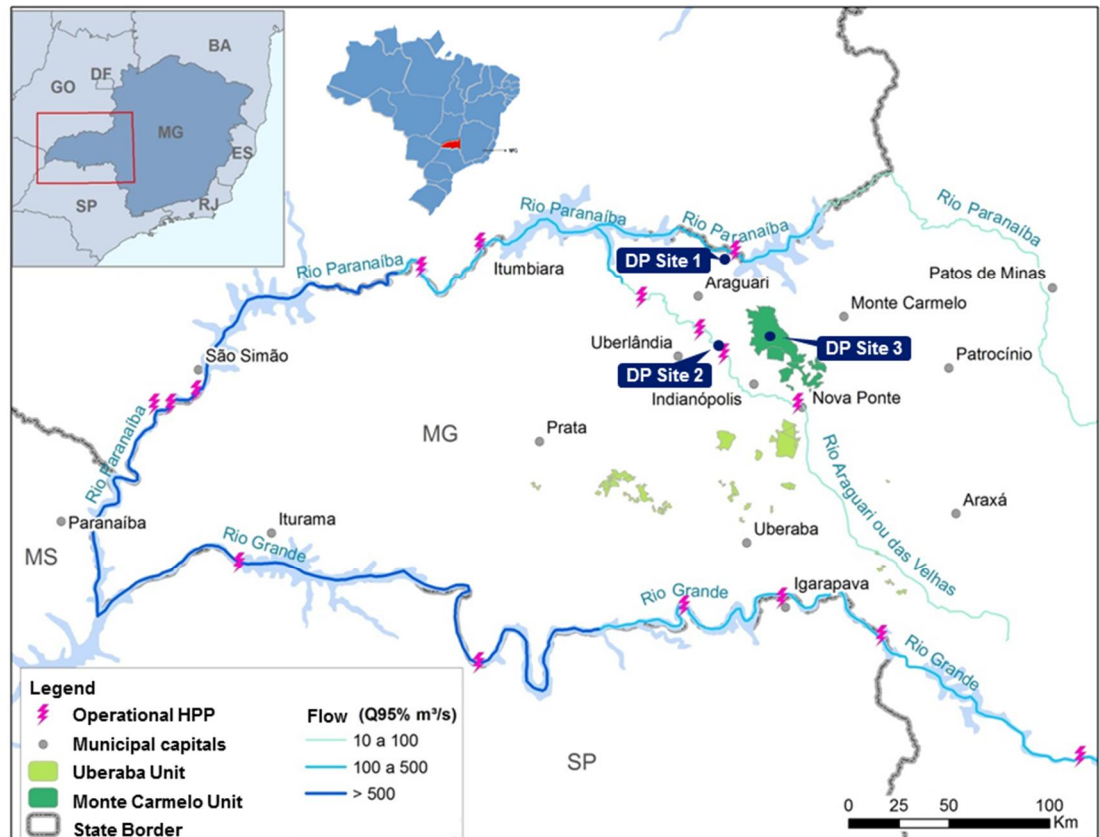 BA
DF
GO
MG
ES
SP
RJ
Rio Paranaíba
Rio Paranaíba
Rio Paranaíba
Rio Paranaíba
DP Site 1
Itumbiara
Araguari
Patos de Minas
Monte Carmelo
Uberlândia
DP Site 3
São Simão
Patrocínio
DP Site 2
Indianópolis
Nova Ponte
Rio Paranaíba
MG
Prata
Rio Araguari ou das Velhas
Araxá
Paranaíba
Iturama
Uberaba
MS
Rio Grande
Rio Grande
Igarapava
Rio Grande
SP
Legend
Operational HPP
Municipal capitals
Uberaba Unit
Monte Carmelo Unit
State Border
Flow (Q95% m³/s)
10 a 100
100 a 500
> 500
0 25 50 100
Km